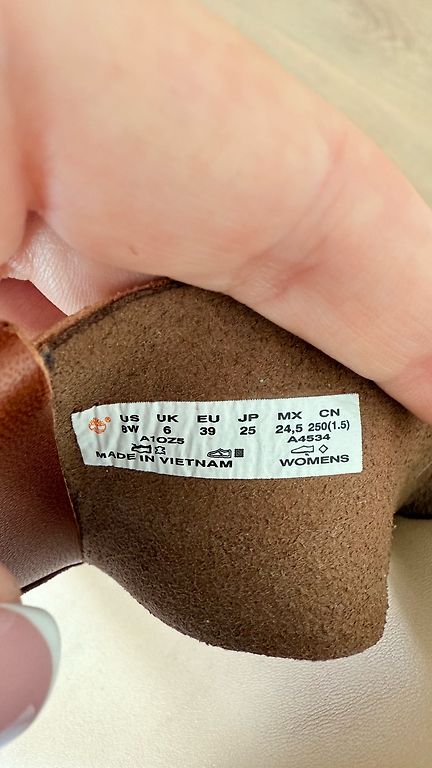 US UK EU JP MX CN
8W 6 39 25 24,5 250(1.5)
A1OZ5 A4534
MADE IN VIETNAM WOMENS